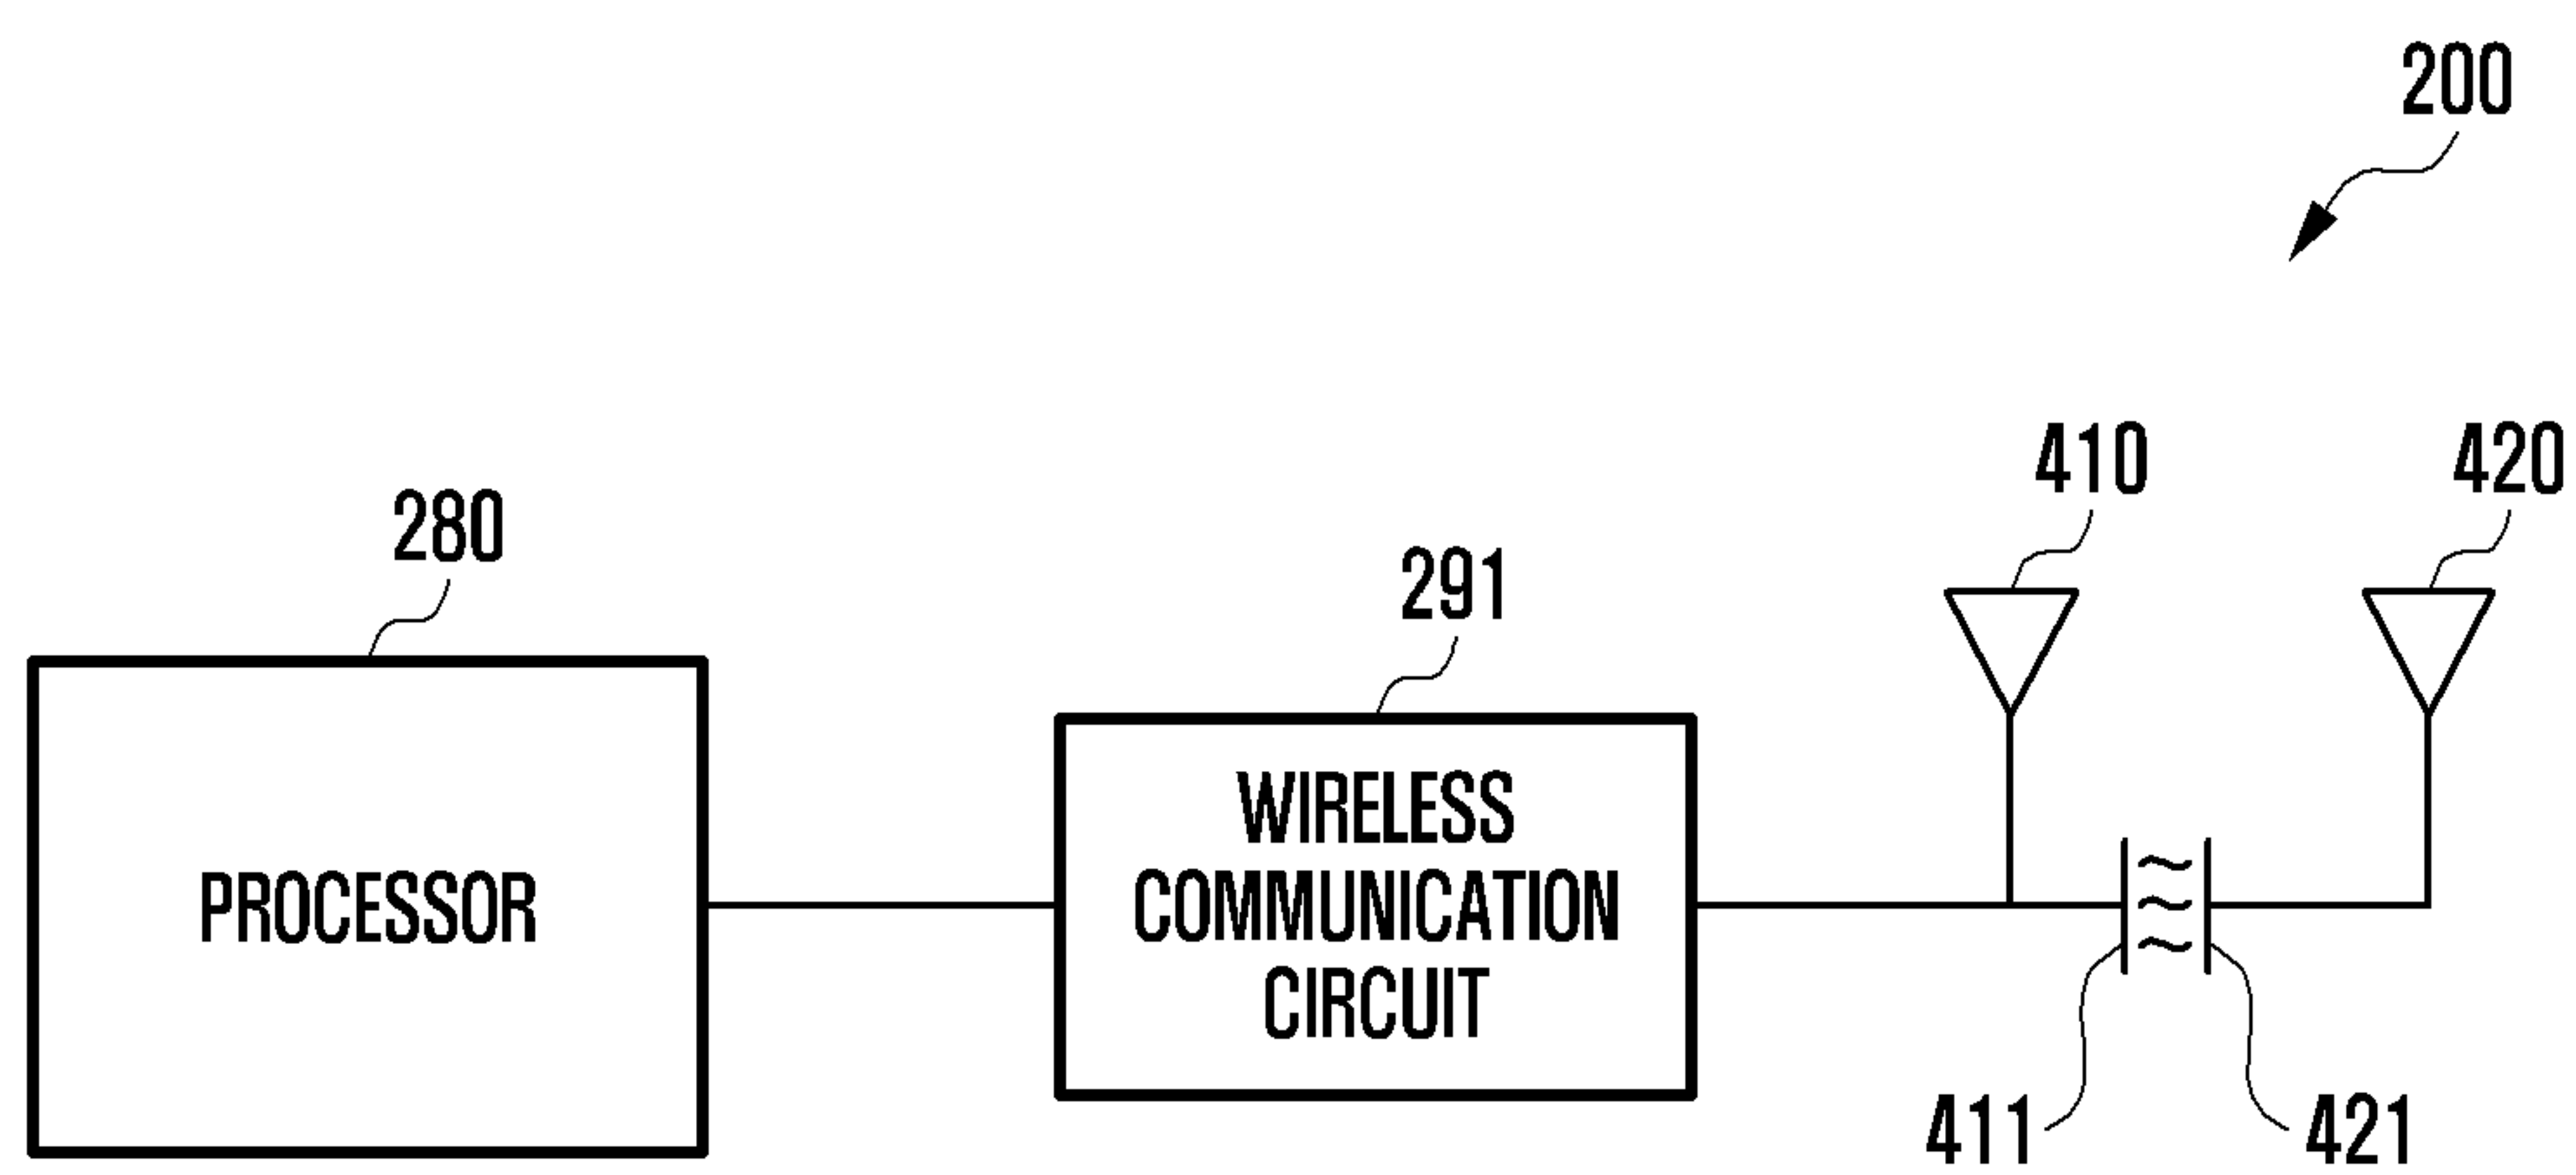 200
410
420
280
291
PROCESSOR
WIRELESS
COMMUNICATION
CIRCUIT
411
421